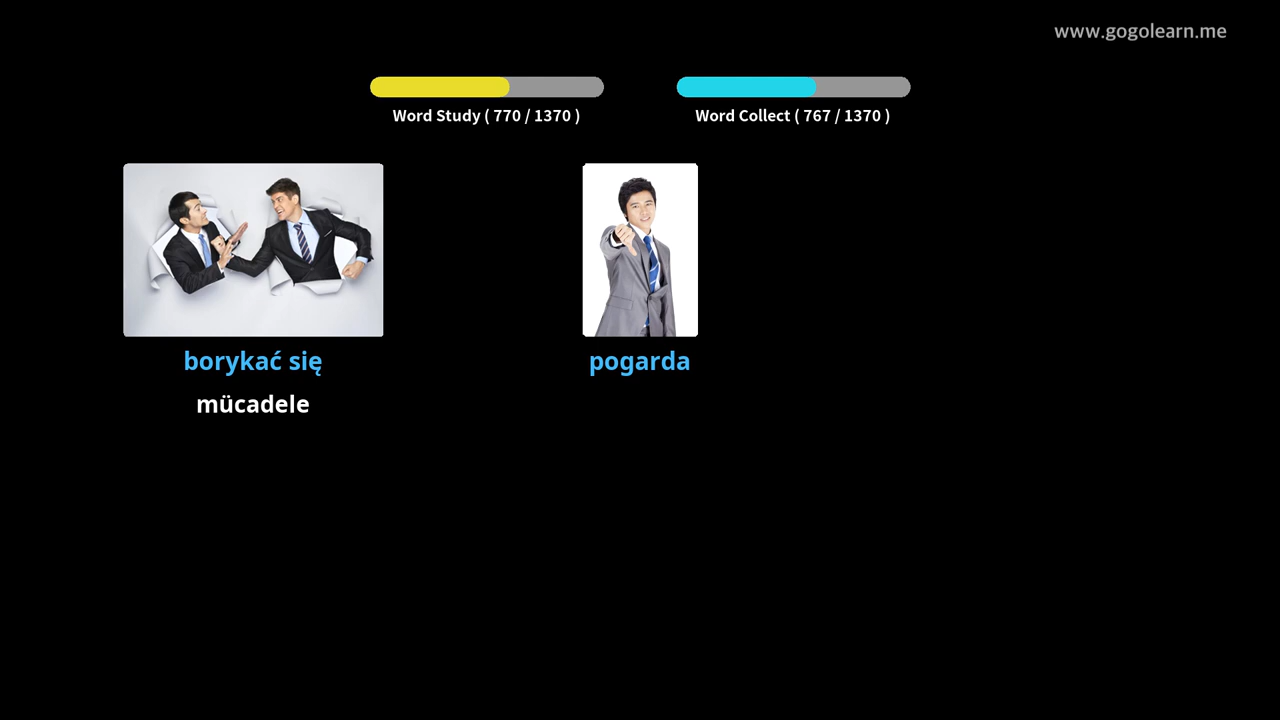 www.gogolearn.me
Word Study ( 770 / 1370 )
Word Collect ( 767 / 1370 )
borykać się
mücadele
pogarda